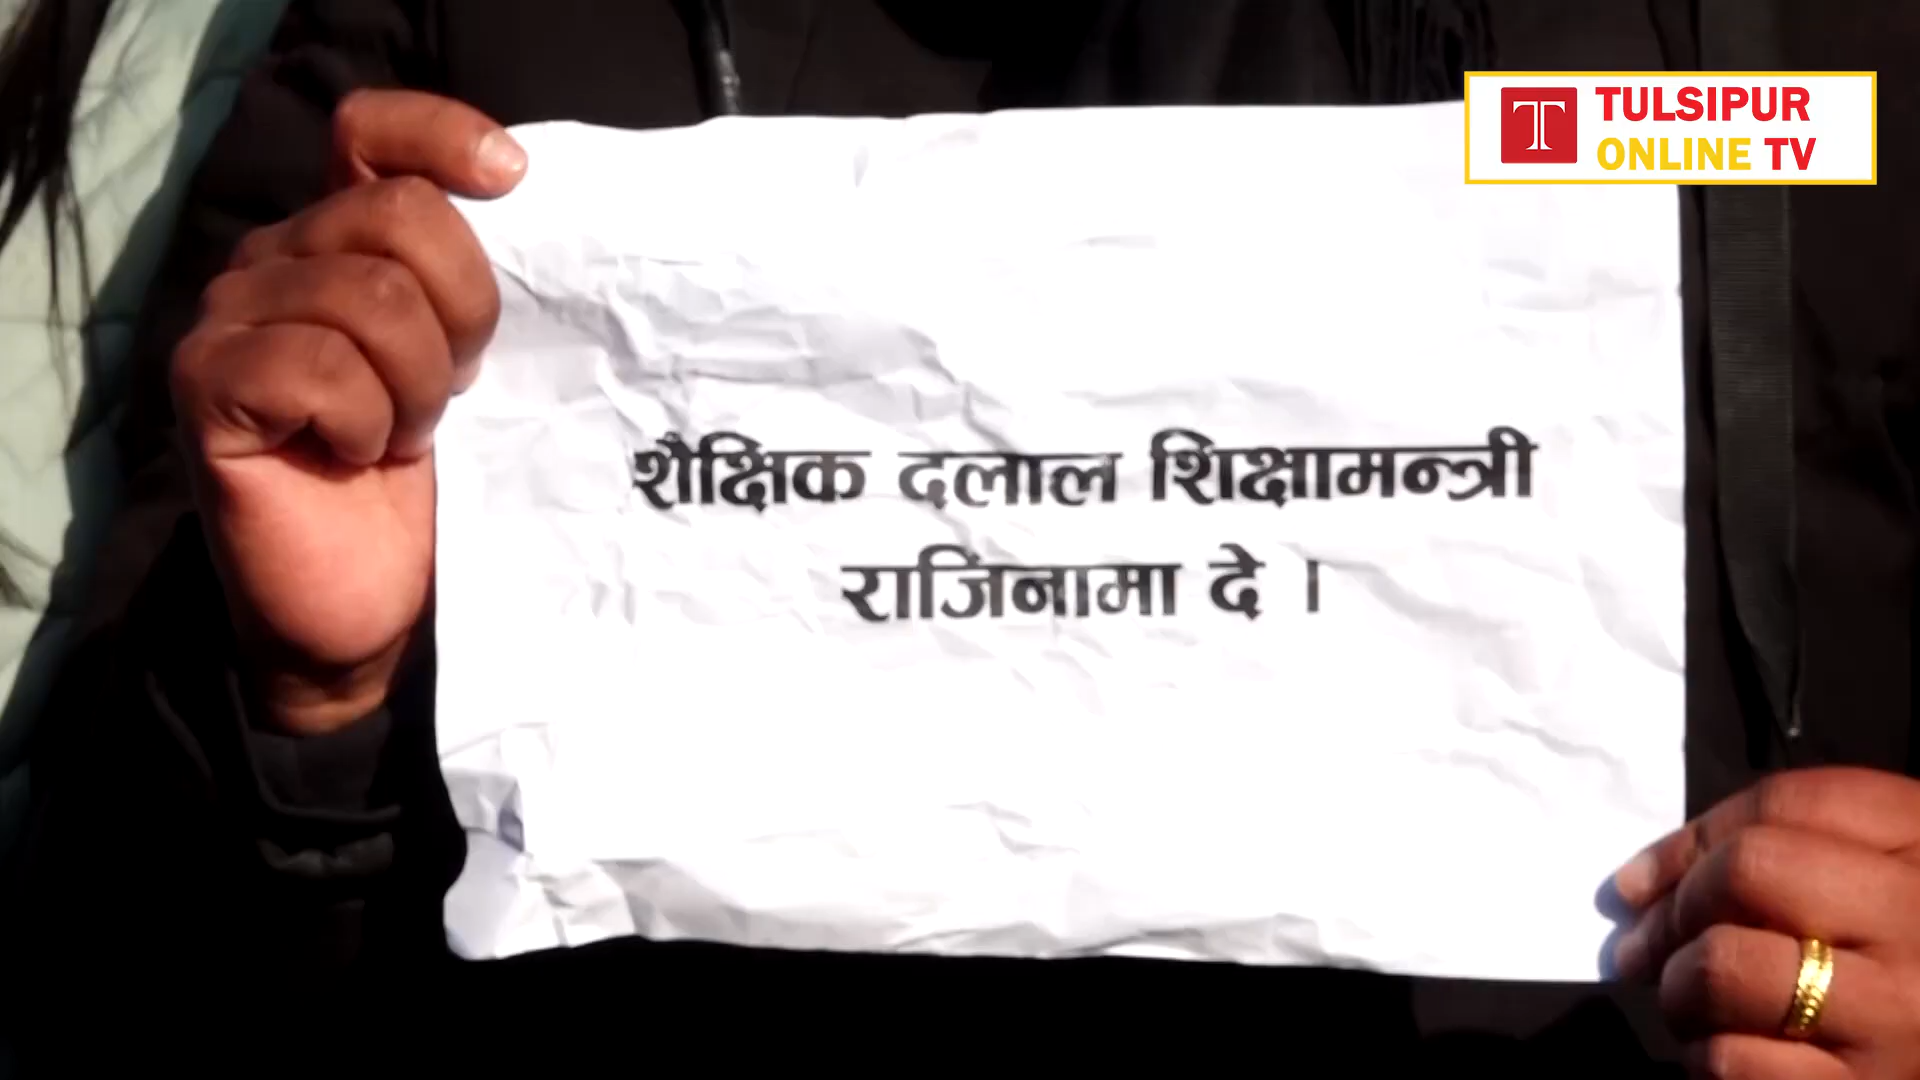 TULSIPUR
ONLINE TV
शैक्षिक दलाल शिक्षामन्त्री
राजिनामा दे ।